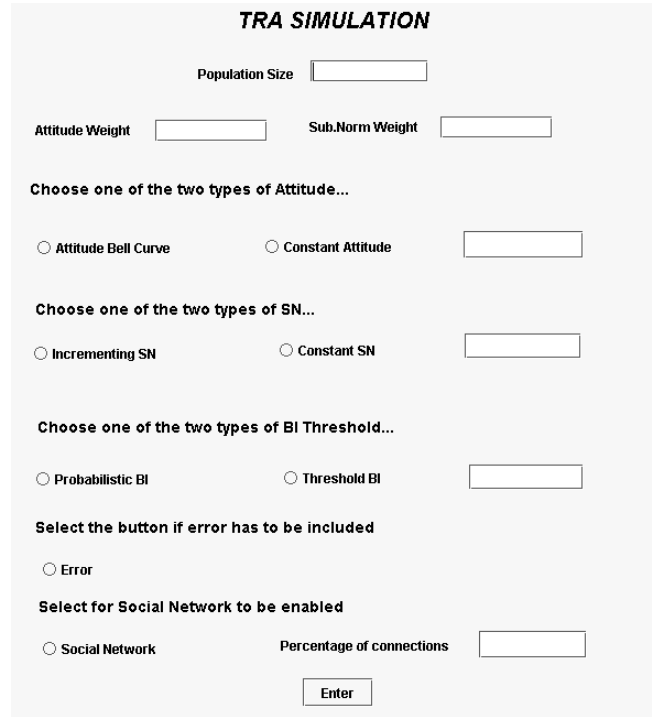 TRA SIMULATION
Population Size
Attitude Weight Sub.Norm Weight
Choose one of the two types of Attitude...
Attitude Bell Curve Constant Attitude
Choose one of the two types of SN...
Incrementing SN Constant SN
Choose one of the two types of BI Threshold...
Probabilistic BI Threshold BI
Select the button if error has to be included
Error
Select for Social Network to be enabled
Social Network Percentage of connections
Enter